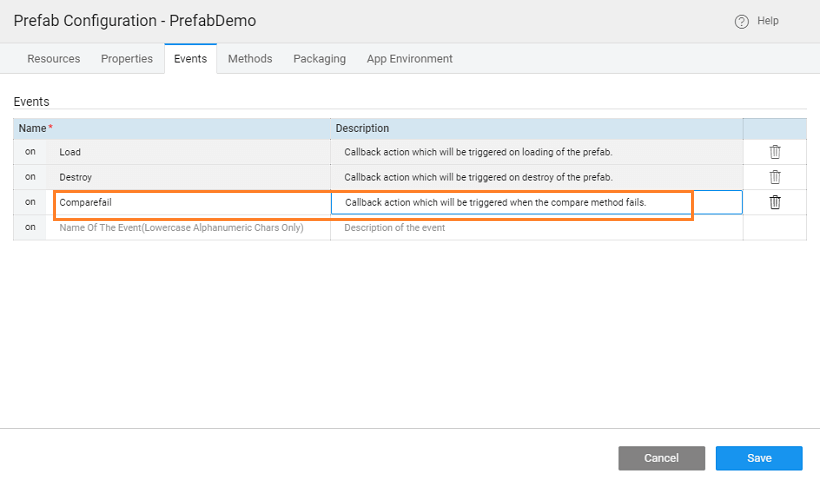 Prefab Configuration - PrefabDemo
Help
Resources Properties Events Methods Packaging App Environment
Events
Name* Description
on Load Callback action which will be triggered on loading of the prefab.
on Destroy Callback action which will be triggered on destroy of the prefab.
on Comparefail Callback action which will be triggered when the compare method fails.
on Name Of The Event(Lowercase Alphanumeric Chars Only) Description of the event
Cancel Save